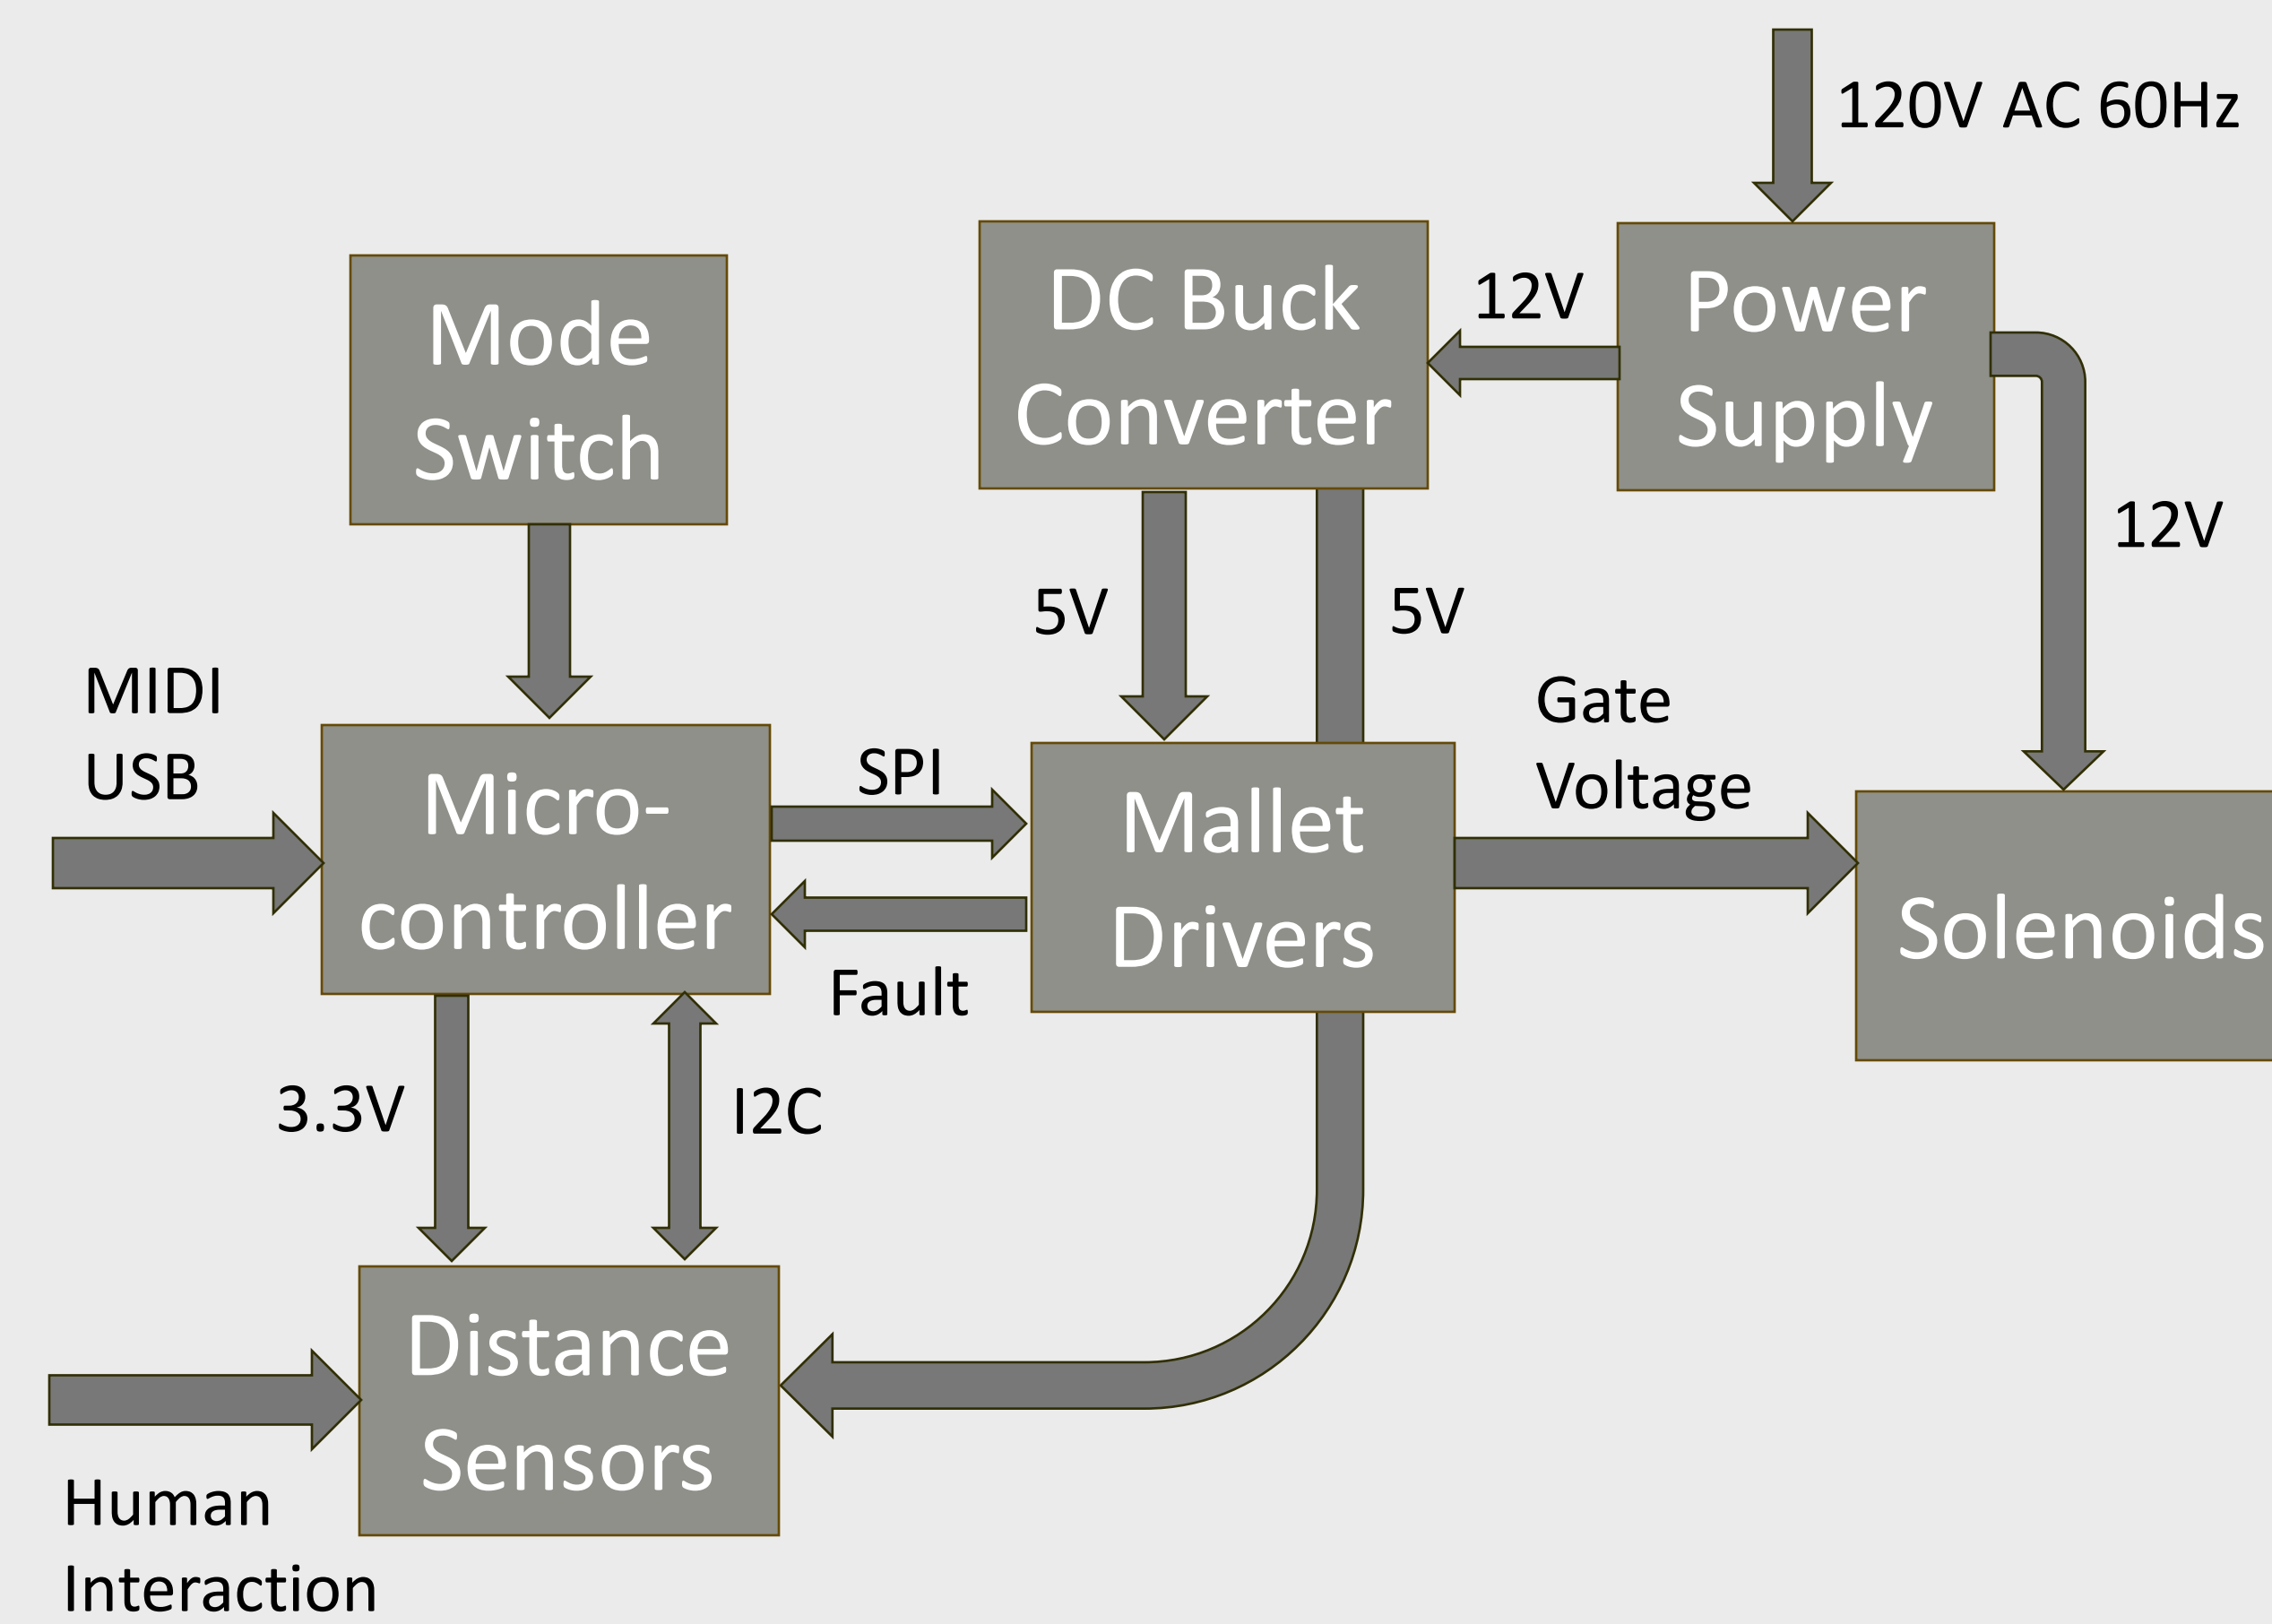 120V AC 60Hz
DC Buck
Converter
12V
Power
Supply
Mode
Switch
12V
5V
5V
MIDI
USB
Gate
Voltage
SPI
Micro-
controller
Mallet
Drivers
Solenoids
Fault
3.3V
I2C
Distance
Sensors
Human
Interaction